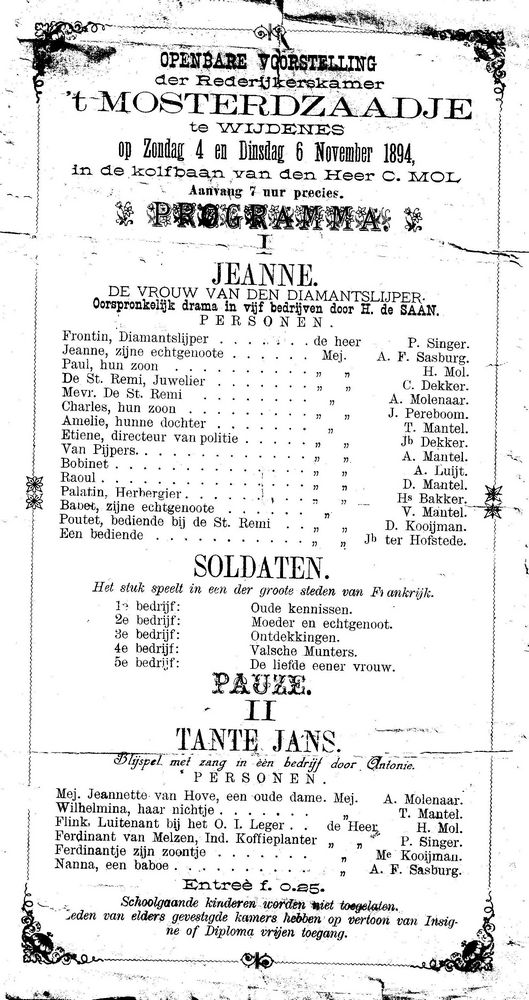 OPENBARE VOORSTELLING
der Rederijkerskamer
't MOSTERDZAADJE
te WIJDENES
op Zondag 4 en Dinsdag 6 November 1894,
in de kolfbaan van den Heer C. MOL
Aanvang 7 uur precies.
PROGRAMMA.
I
JEANNE.
DE VROUW VAN DEN DIAMANTSLIJPER.
Oorspronkelijk drama in vijf bedrijven door H. de SAAN.
PERSONEN.
Frontin, Diamantslijper . . . . . . . de heer P. Singer.
Jeanne, zijne echtgenoote . . . . . . Mej. A. F. Sasburg.
Paul, hun zoon . . . . . . . . . . „ „ H. Mol.
De St. Remi, Juwelier . . . . . . . . „ „ C. Dekker.
Mevr. De St. Remi . . . . . . . . „ A. Molenaar.
Charles, hun zoon . . . . . . . . . „ „ J. Pereboom.
Amelie, hunne dochter . . . . . . . . „ T. Mantel.
Etiene, directeur van politie . . . . . „ „ Jb Dekker.
Van Pijpers. . . . . . . . . . . . „ „ A. Mantel.
Bobinet . . . . . . . . . . . . „ „ A. Luijt.
Raoul . . . . . . . . . . . . . „ „ D. Mantel.
Palatin, Herbergier . . . . . . . . . „ „ Hs Bakker.
Babet, zijne echtgenoote . . . . . . . „ V. Mantel.
Poutet, bediende bij de St. Remi . . . „ „ D. Kooijman.
Een bediende . . . . . . . . . . . „ „ Jb ter Hofstede.
SOLDATEN.
Het stuk speelt in een der groote steden van Frankrijk.
1e bedrijf: Oude kennissen.
2e bedrijf: Moeder en echtgenoot.
3e bedrijf: Ontdekkingen.
4e bedrijf: Valsche Munters.
5e bedrijf: De liefde eener vrouw.
PAUZE.
II
TANTE JANS.
Blijspel met zang in één bedrijf door Antonie.
PERSONEN.
Mej. Jeannette van Hove, een oude dame. Mej. A. Molenaar.
Wilhelmina, haar nichtje . . . . . . „ T. Mantel.
Flink, Luitenant bij het O. I. Leger . . de Heer H. Mol.
Ferdinant van Melzen, Ind. Koffieplanter „ „ P. Singer.
Ferdinantje zijn zoontje . . . . . . . „ Me Kooijman.
Nanna, een baboe . . . . . . . . . „ A. F. Sasburg.
Entreè f. 0.25.
Schoolgaande kinderen worden niet toegelaten.
Leden van elders gevestigde kamers hebben op vertoon van Insig-
ne of Diploma vrijen toegang.